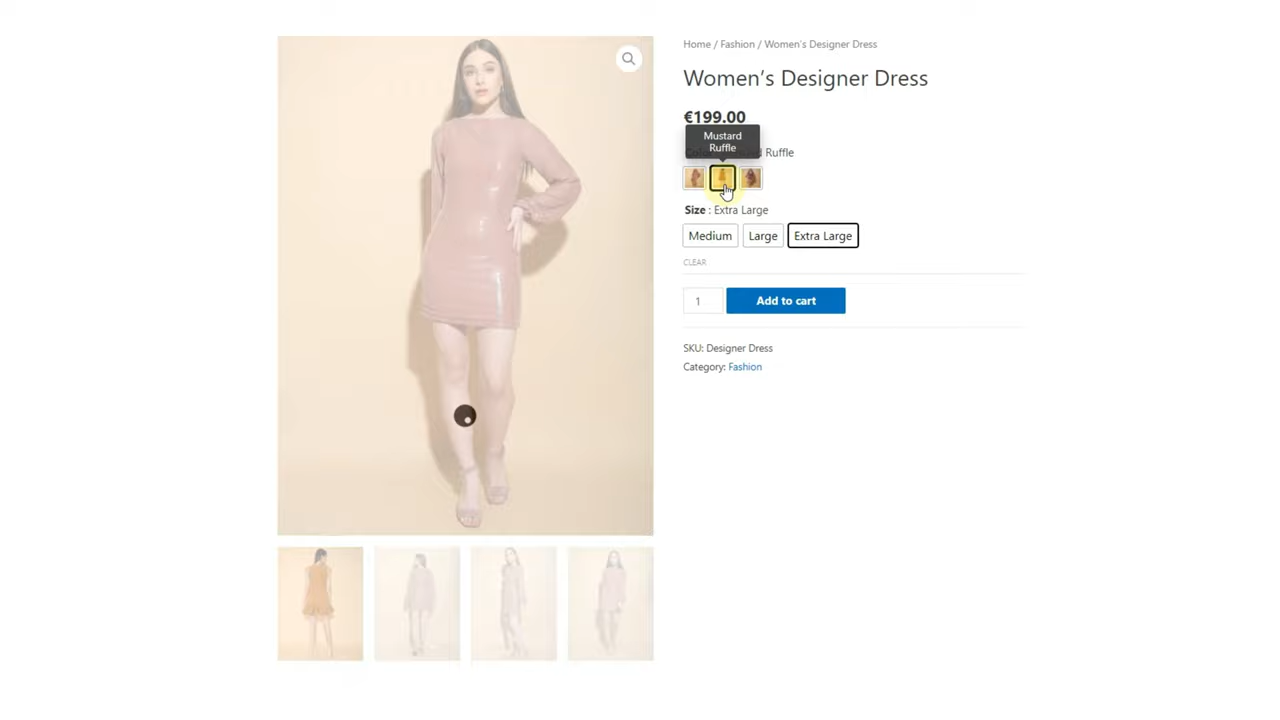 Home / Fashion / Women's Designer Dress
Women's Designer Dress
€199.00
Mustard
Ruffle
Ruffle
Size : Extra Large
Medium
Large
Extra Large
CLEAR
1
Add to cart
SKU: Designer Dress
Category: Fashion